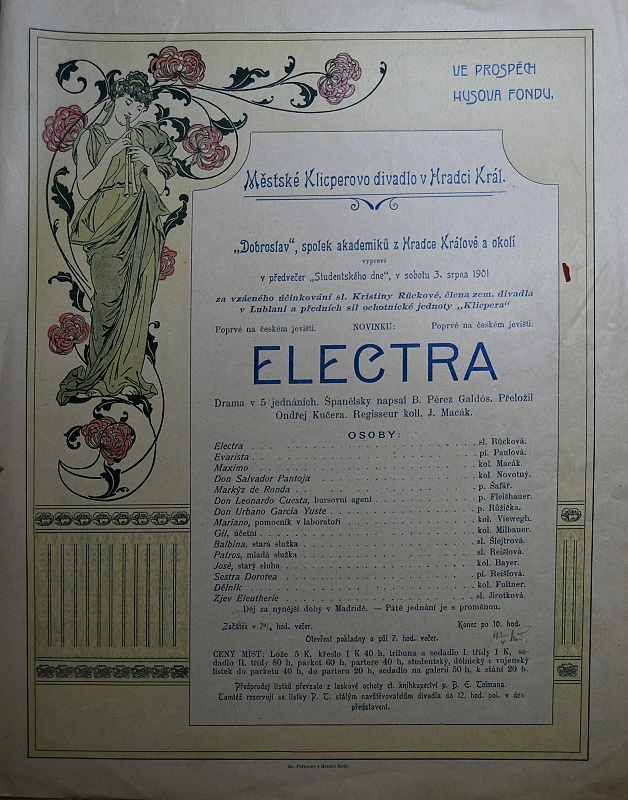 VE PROSPĚCH
HUSOVA FONDU.
Městské Klicperovo divadlo v Hradci Král.
„Dobroslav“, spolek akademiků z Hradce Králové a okolí
vypraví
v předvečer „Studentského dne“, v sobotu 3. srpna 1901
za vzácného účinkování sl. Kristiny Rückové, člena zem. divadla
v Lublani a předních sil ochotnické jednoty „Klicpera“
Poprvé na českém jevišti. NOVINKU: Poprvé na českém jevišti.
ELECTRA
Drama v 5 jednáních. Španělsky napsal B. Pérez Galdós. Přeložil
Ondřej Kučera. Regisseur koll. J. Macák.
OSOBY:
Electra . . . sl. Rücková.
Evarista . . . pí. Paulová.
Maximo . . . kol. Macák.
Don Salvador Pantoja . . . kol. Novotný.
Markýz de Ronda . . . p. Šafář.
Don Leonardo Cuesta, bursovní agent . . . p. Fleišhauer.
Don Urbano García Yuste . . . p. Růžička.
Mariano, pomocník v laboratoři . . . kol. Viewegh.
Gil, účetní . . . kol. Milbauer.
Balbina, stará služka . . . sl. Šlejtrová.
Patros, mladá služka . . . sl. Reišlová.
José, starý sluha . . . kol. Bayer.
Sestra Dorotea . . . pí. Reišlová.
Dělník . . . kol. Fultner.
Zjev Eleutherie . . . sl. Jirotková.
Děj za nynější doby v Madridě. — Páté jednání je s proměnou.
Začátek v 7¾ hod. večer. Konec po 10. hod.
Otevření pokladny o půl 7. hod. večer.
CENY MÍST: Lože 5 K, křeslo 1 K 40 h, tribuna a sedadlo I. třídy 1 K, se-
dadlo II. třídy 80 h, parket 60 h, partere 40 h, studentský, dělnický i vojenský
lístek do parketu 40 h, do parteru 20 h, sedadlo na galerii 50 h, k stání 20 h.
Předprodej lístků převzalo z laskavé ochoty ct. knihkupectví p. B. E. Tolmana.
Tamtéž reservují se lístky P. T. stálým navštěvovatelům divadla do 12. hod. pol. v den
představení.